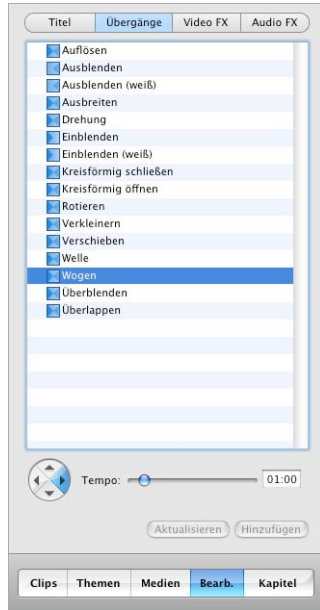 Titel Übergänge Video FX Audio FX
Auflösen
Ausblenden
Ausblenden (weiß)
Ausbreiten
Drehung
Einblenden
Einblenden (weiß)
Kreisförmig schließen
Kreisförmig öffnen
Rotieren
Verkleinern
Verschieben
Welle
Wogen
Überblenden
Überlappen
Tempo: 01:00
Aktualisieren Hinzufügen
Clips Themen Medien Bearb. Kapitel